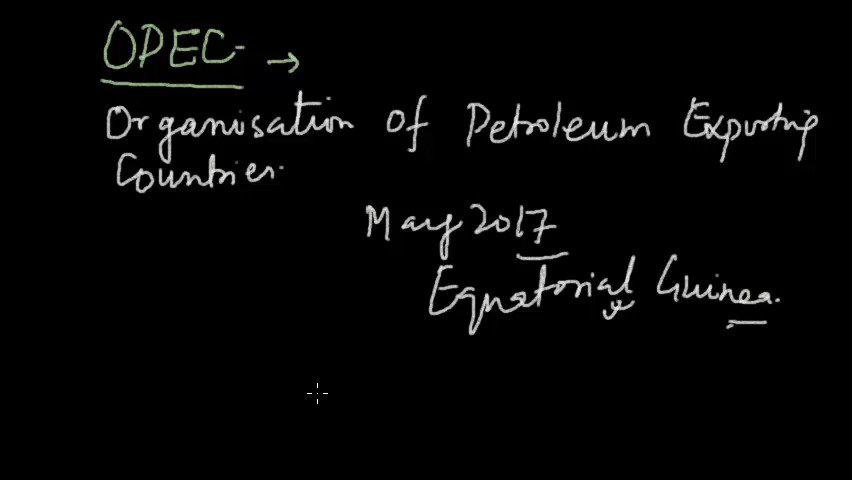 OPEC →
Organisation of Petroleum Exporting
Countries.
May 2017
Equatorial Guinea.